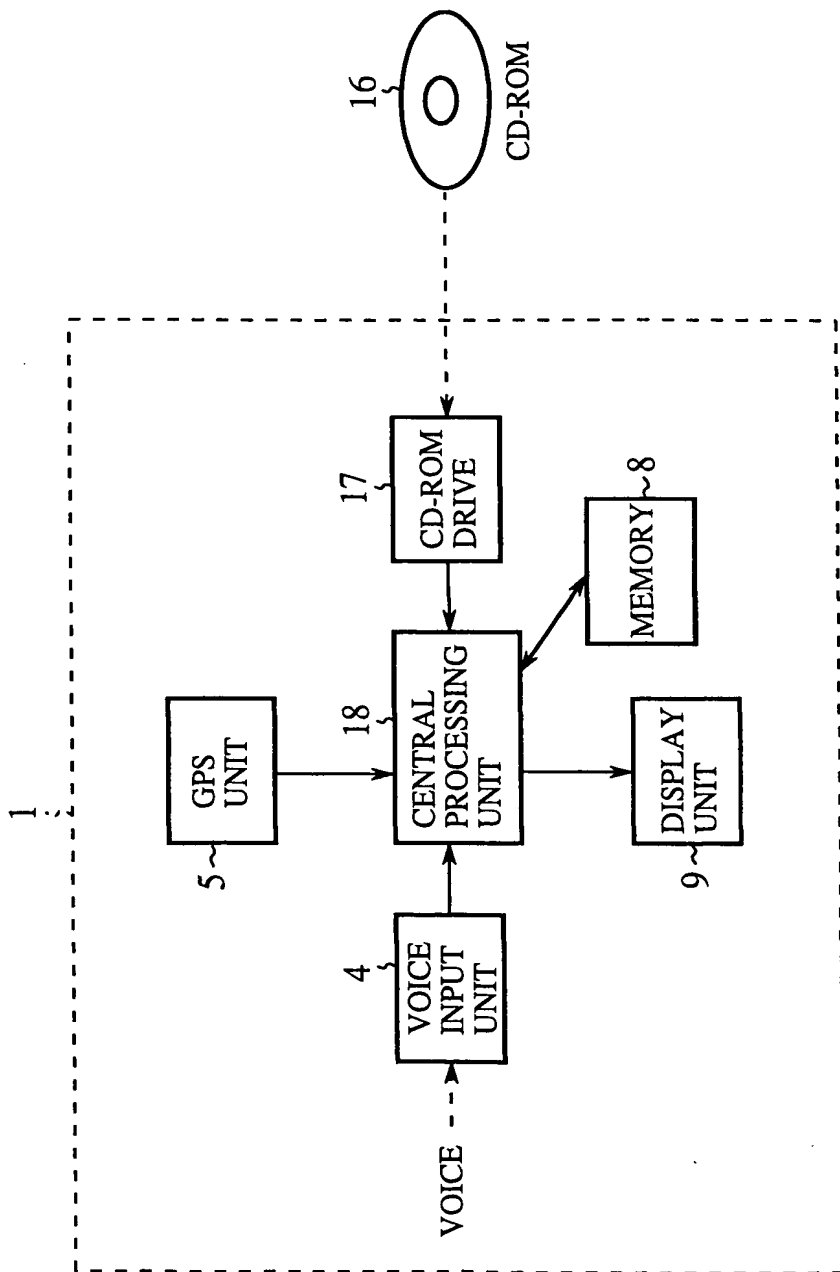 1
5
GPS
UNIT
16
CD-ROM
4
VOICE
INPUT
UNIT
VOICE
18
CENTRAL
PROCESSING
UNIT
17
CD-ROM
DRIVE
9
DISPLAY
UNIT
MEMORY
8